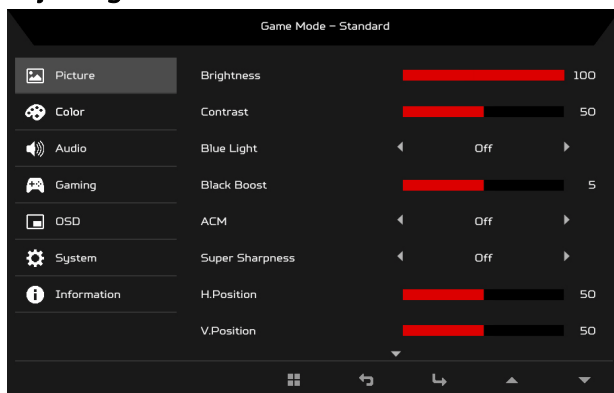 Game Mode – Standard
Picture Brightness 100
Color Contrast 50
Audio Blue Light Off
Gaming Black Boost 5
OSD ACM Off
System Super Sharpness Off
Information H.Position 50
V.Position 50